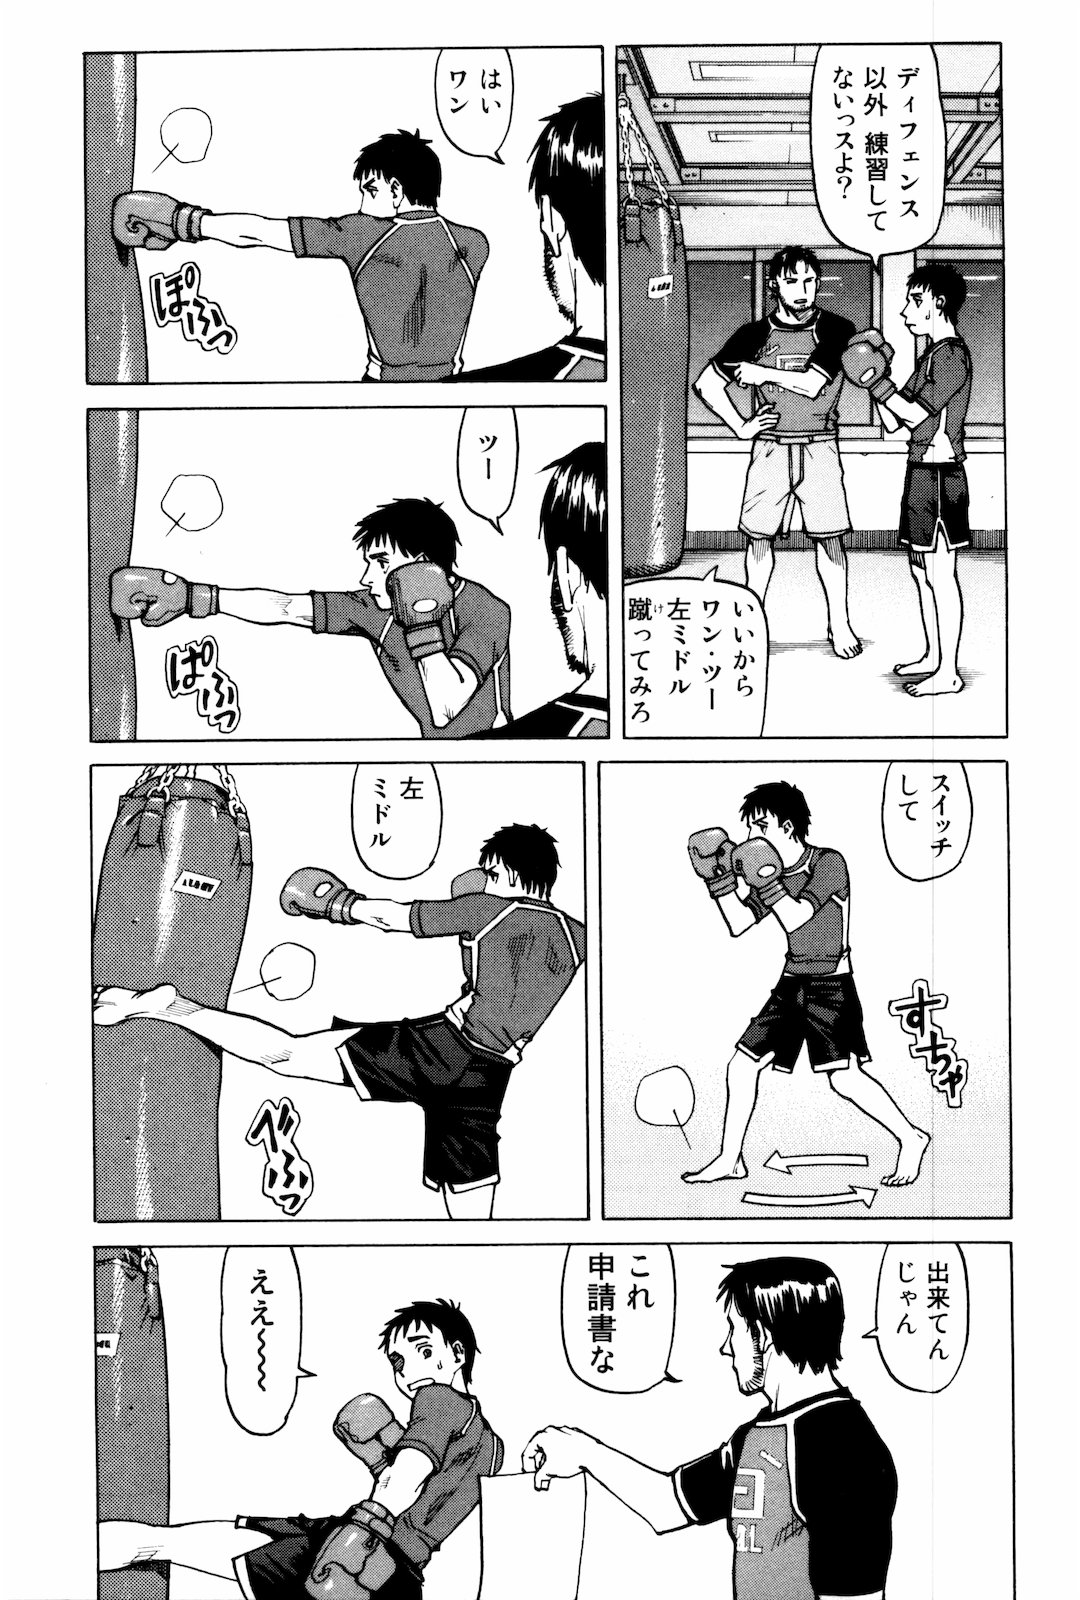 ディフェンス
以外 練習して
ないっスよ?
いいから
ワン・ツー
左ミドル
蹴ってみろ
け
はい
ワン
ぽふっ
ツー
ぱふっ
スイッチ
して
すちゃ
左
ミドル
べふっ
出来てん
じゃん
これ
申請書な
ええ〜〜